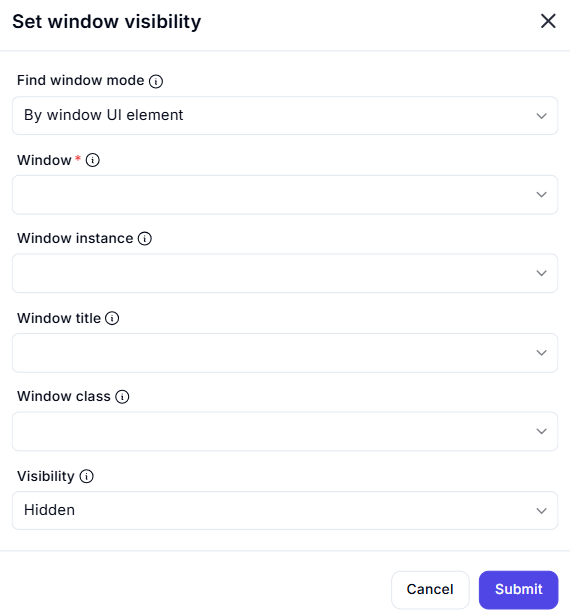 Set window visibility
Find window mode
By window UI element
Window *
Window instance
Window title
Window class
Visibility
Hidden
Cancel Submit